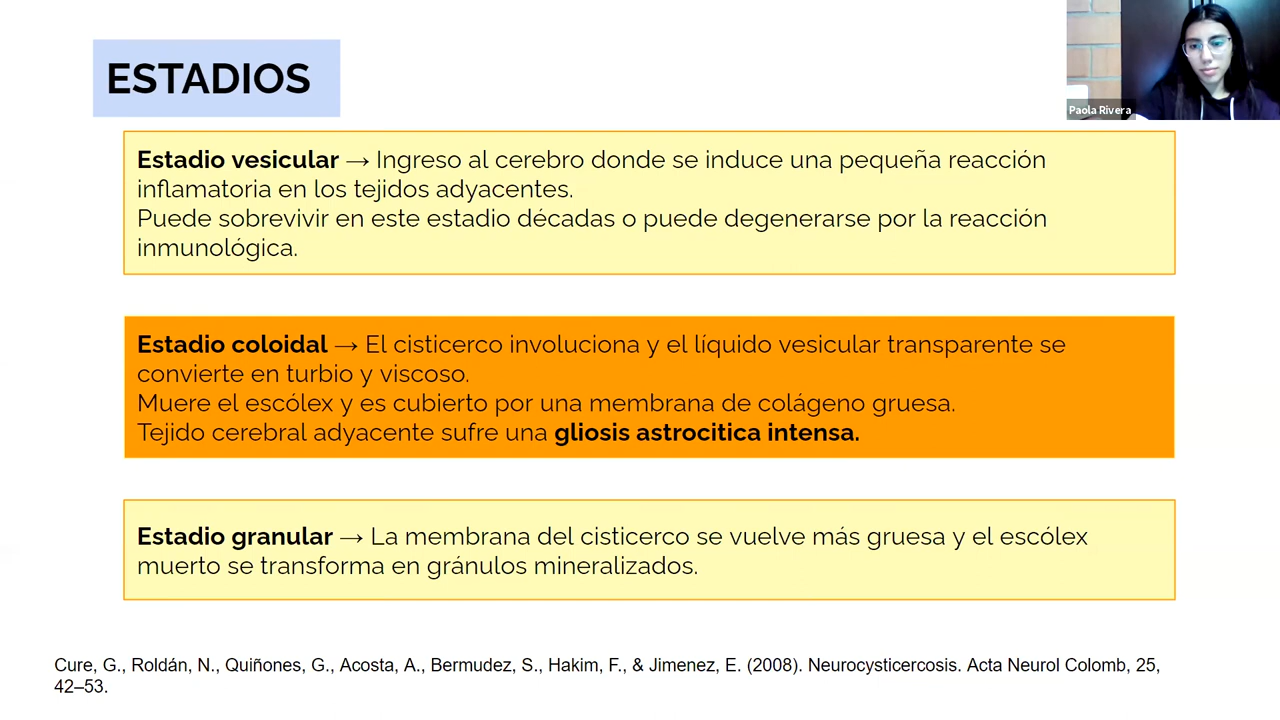 ESTADIOS
Paola Rivera
Estadio vesicular → Ingreso al cerebro donde se induce una pequeña reacción
inflamatoria en los tejidos adyacentes.
Puede sobrevivir en este estadio décadas o puede degenerarse por la reacción
inmunológica.
Estadio coloidal → El cisticerco involuciona y el líquido vesicular transparente se
convierte en turbio y viscoso.
Muere el escólex y es cubierto por una membrana de colágeno gruesa.
Tejido cerebral adyacente sufre una gliosis astrocitica intensa.
Estadio granular → La membrana del cisticerco se vuelve más gruesa y el escólex
muerto se transforma en gránulos mineralizados.
Cure, G., Roldán, N., Quiñones, G., Acosta, A., Bermudez, S., Hakim, F., & Jimenez, E. (2008). Neurocysticercosis. Acta Neurol Colomb, 25,
42–53.